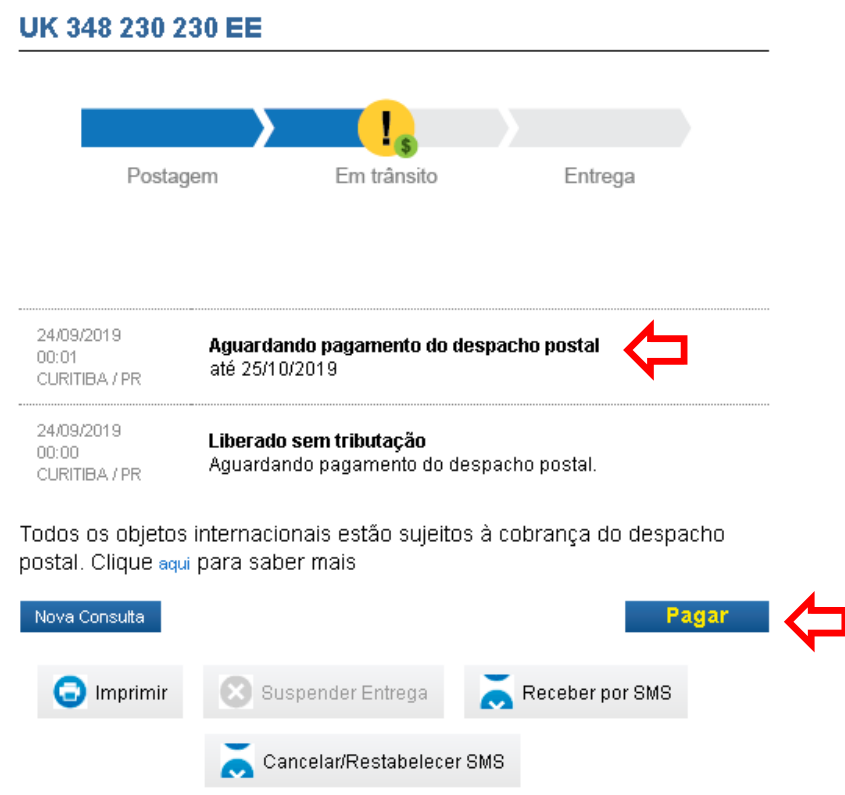 UK 348 230 230 EE
!
$
Postagem
Em trânsito
Entrega
24/09/2019
00:01
CURITIBA / PR
Aguardando pagamento do despacho postal
até 25/10/2019
24/09/2019
00:00
CURITIBA / PR
Liberado sem tributação
Aguardando pagamento do despacho postal.
Todos os objetos internacionais estão sujeitos à cobrança do despacho
postal. Clique aqui para saber mais
Nova Consulta
Pagar
Imprimir
Suspender Entrega
Receber por SMS
Cancelar/Restabelecer SMS